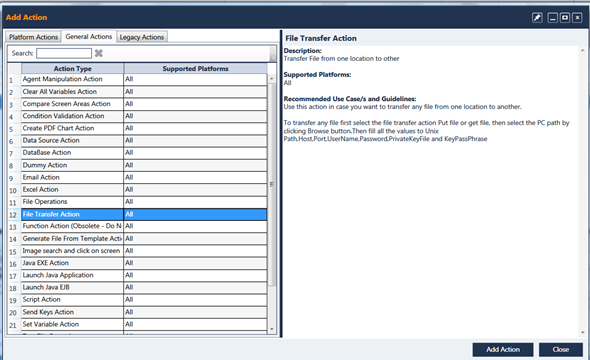 Add Action
Platform Actions General Actions Legacy Actions
Search:
Action Type Supported Platforms
1 Agent Manipulation Action All
2 Clear All Variables Action All
3 Compare Screen Areas Action All
4 Condition Validation Action All
5 Create PDF Chart Action All
6 Data Source Action All
7 DataBase Action All
8 Dummy Action All
9 Email Action All
10 Excel Action All
11 File Operations All
12 File Transfer Action All
13 Function Action (Obsolete - Do N All
14 Generate File From Template Acti All
15 Image search and click on screen All
16 Java EXE Action All
17 Launch Java Application All
18 Launch Java EJB All
19 Script Action All
20 Send Keys Action All
21 Set Variable Action All
File Transfer Action
Description:
Transfer File from one location to other
Supported Platforms:
All
Recommended Use Case/s and Guidelines:
Use this action in case you want to transfer any file from one location to another.
To transfer any file first select the file transfer action Put file or get file, then select the PC path by
clicking Browse button.Then fill all the values to Unix
Path,Host,Port,UserName,Password,PrivateKeyFile and KeyPassPhrase
Add Action Close